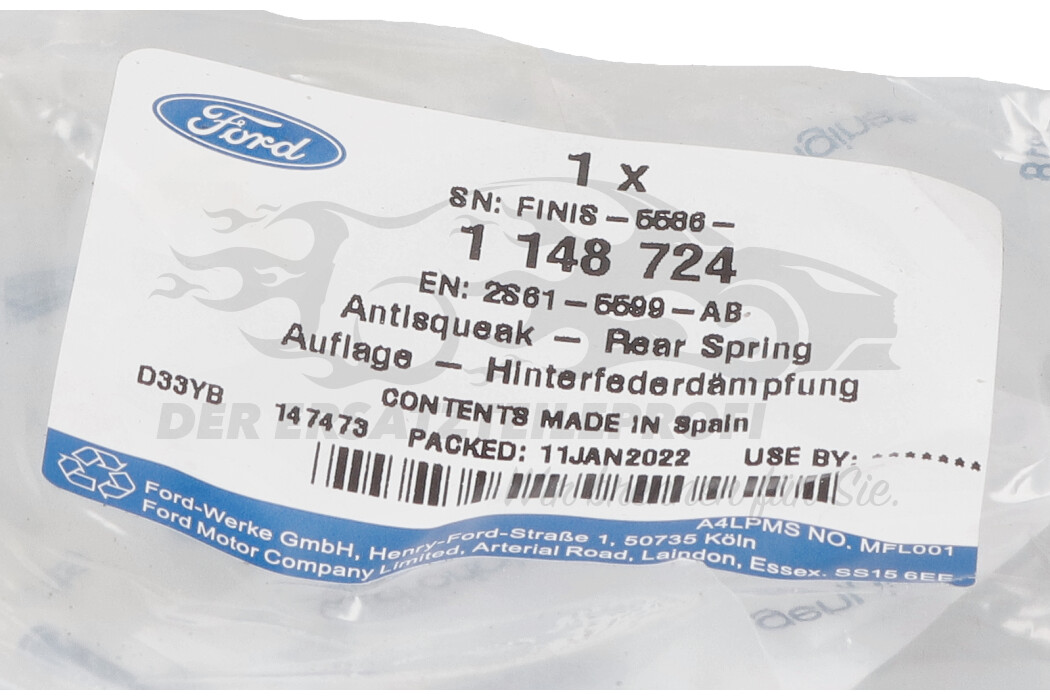 Ford
1 x
SN: FINIS-5586-
1 148 724
EN: 2S61-5599-AB
Antisqueak - Rear Spring
Auflage - Hinterfederdämpfung
D33YB
CONTENTS MADE IN Spain
147473
PACKED: 11JAN2022 USE BY: *******
DER ERSATZTEILEPROFI
Wir brennen für Sie.
A4LPMS NO. MFL001
Ford-Werke GmbH, Henry-Ford-Straße 1, 50735 Köln
Ford Motor Company Limited, Arterial Road, Laindon, Essex. SS15 6EE